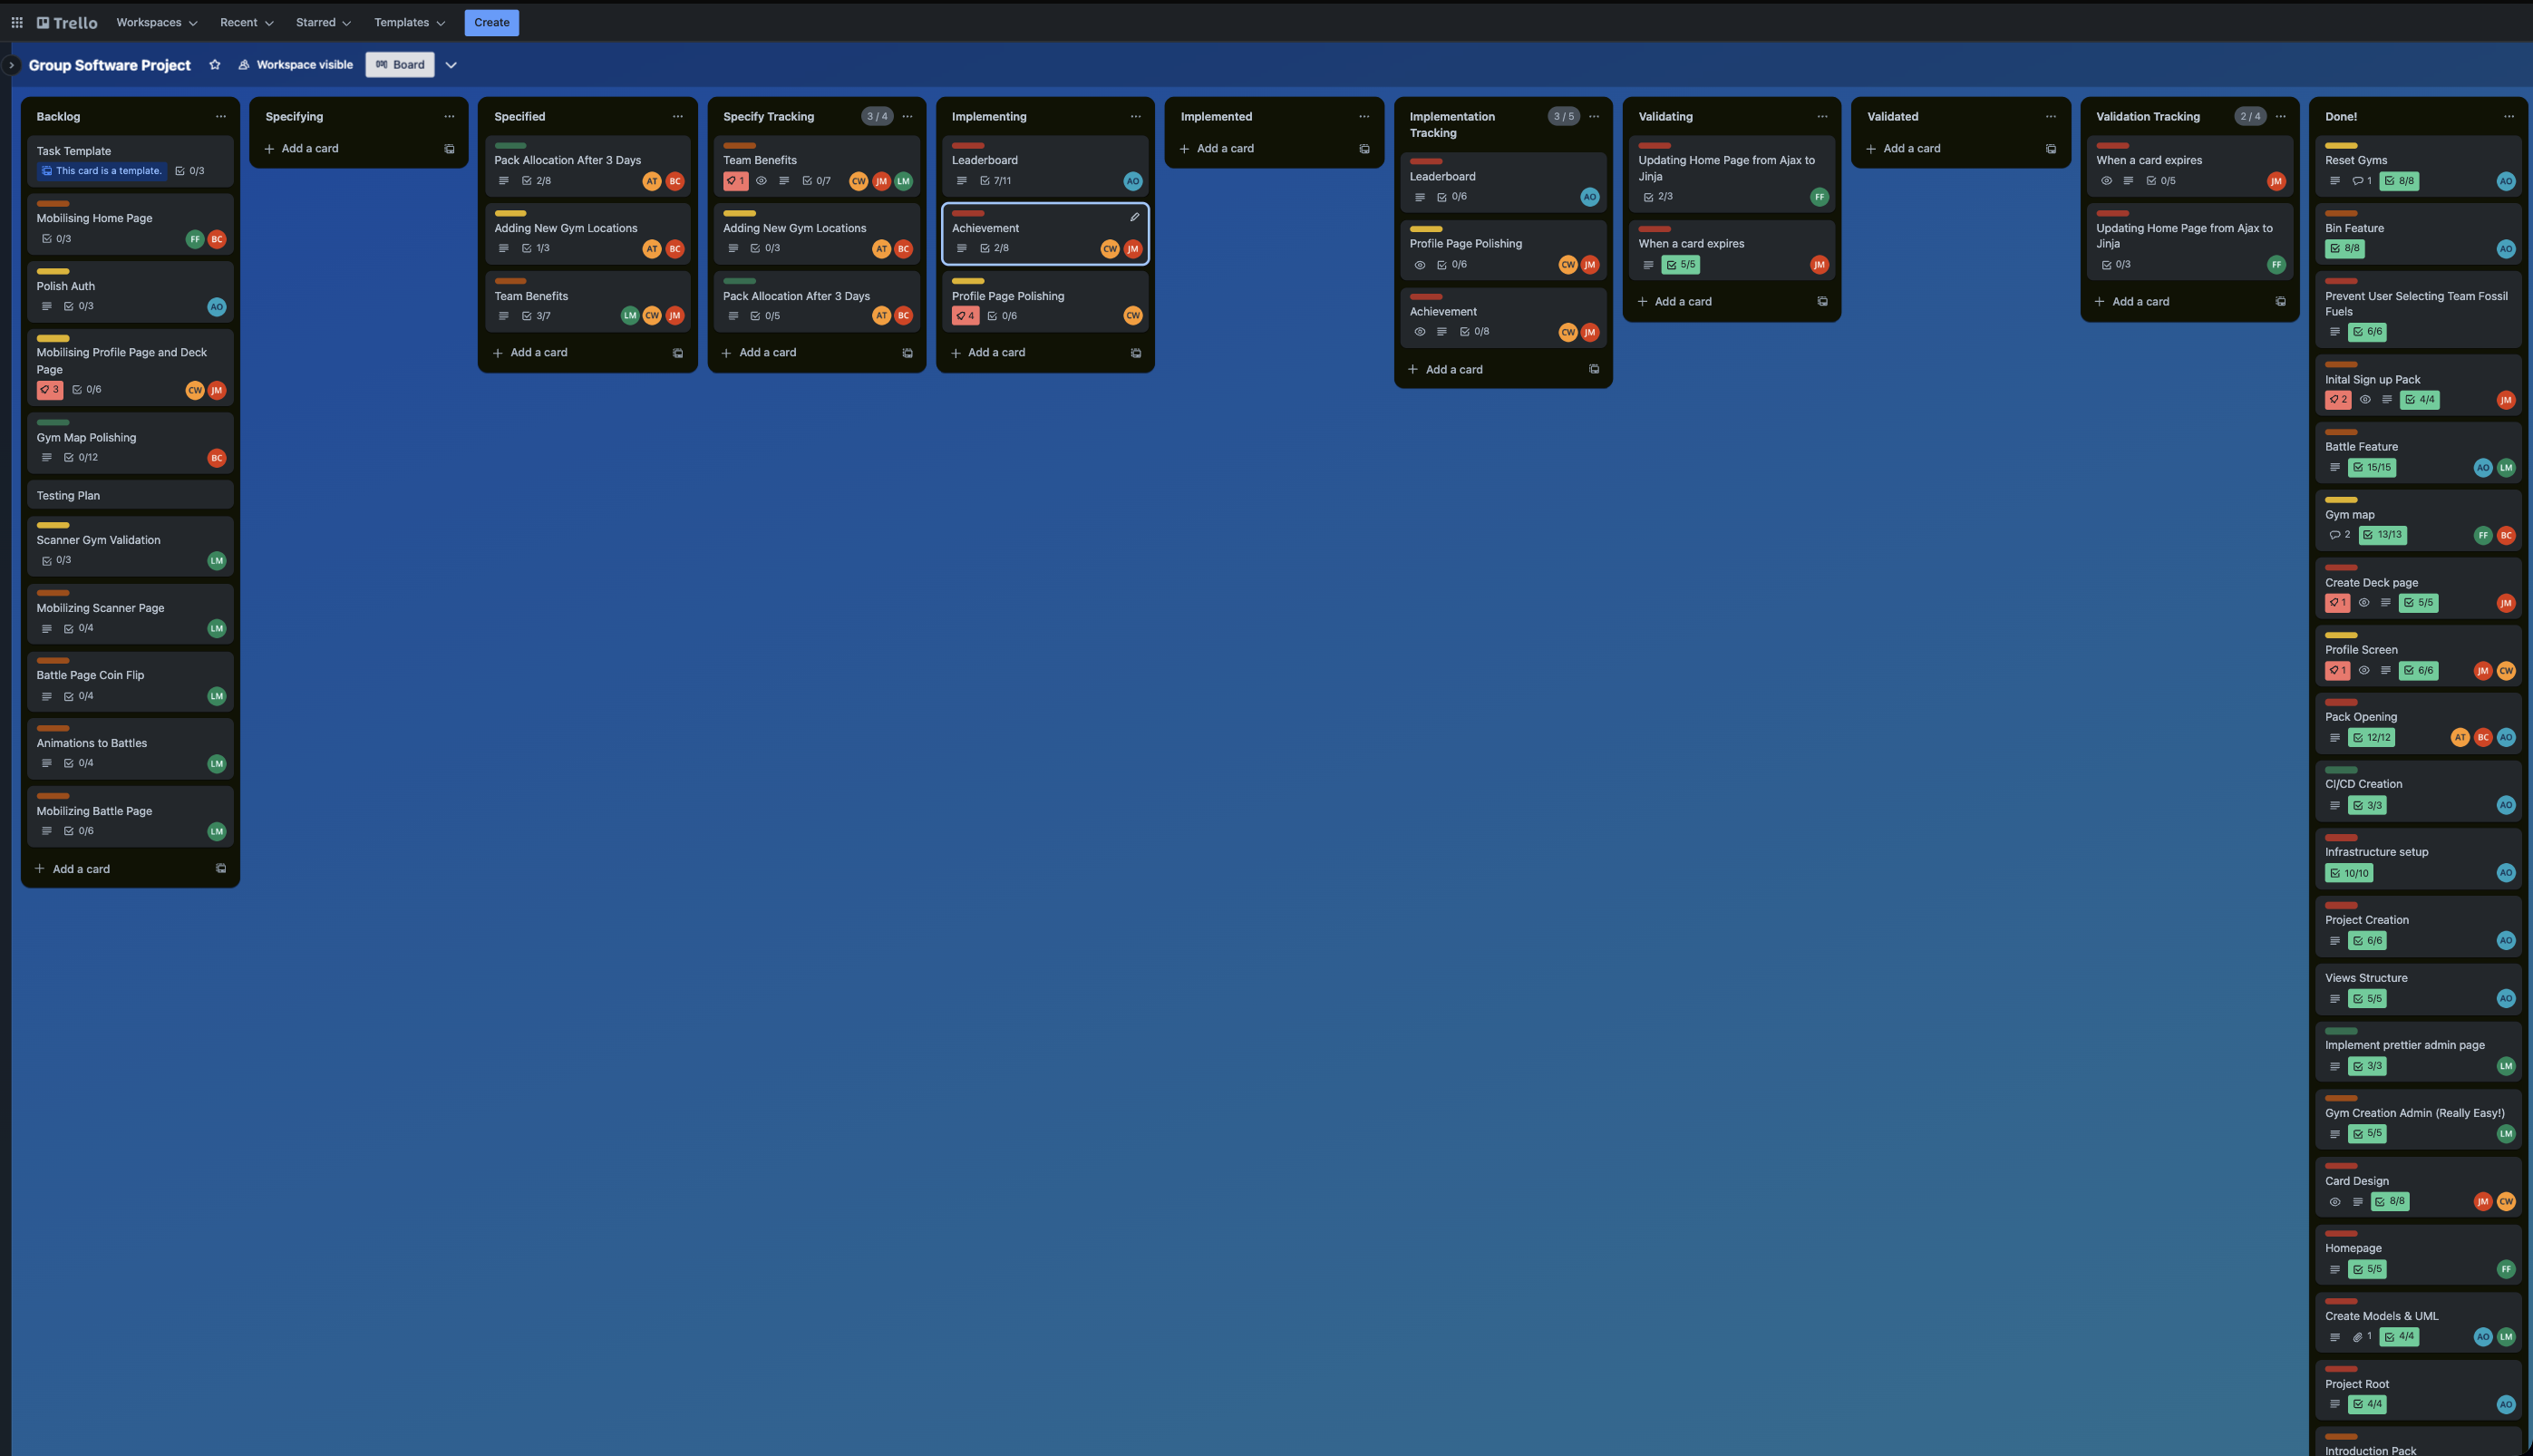 Trello
Workspaces
Recent
Starred
Templates
Create
Group Software Project
Workspace visible
Board
Backlog
Task Template
This card is a template.
0/3
Mobilising Home Page
0/3
FF
BC
Polish Auth
0/3
AO
Mobilising Profile Page and Deck
Page
3
0/6
CW
JM
Gym Map Polishing
0/12
BC
Testing Plan
Scanner Gym Validation
0/3
LM
Mobilizing Scanner Page
0/4
LM
Battle Page Coin Flip
0/4
LM
Animations to Battles
0/4
LM
Mobilizing Battle Page
0/6
LM
Add a card
Specifying
Add a card
Specified
Pack Allocation After 3 Days
2/8
AT
BC
Adding New Gym Locations
1/3
AT
BC
Team Benefits
3/7
LM
CW
JM
Add a card
Specify Tracking
3 / 4
Team Benefits
1
0/7
CW
JM
LM
Adding New Gym Locations
0/3
AT
BC
Pack Allocation After 3 Days
0/5
AT
BC
Add a card
Implementing
Leaderboard
7/11
AO
Achievement
2/8
CW
JM
Profile Page Polishing
4
0/6
CW
Add a card
Implemented
Add a card
Implementation
Tracking
3 / 5
Leaderboard
0/6
AO
Profile Page Polishing
0/6
CW
JM
Achievement
0/8
CW
JM
Add a card
Validating
Updating Home Page from Ajax to
Jinja
2/3
FF
When a card expires
5/5
JM
Add a card
Validated
Add a card
Validation Tracking
2 / 4
When a card expires
0/5
JM
Updating Home Page from Ajax to
Jinja
0/3
FF
Add a card
Done!
Reset Gyms
1
8/8
AO
Bin Feature
8/8
AO
Prevent User Selecting Team Fossil
Fuels
6/6
Inital Sign up Pack
2
4/4
JM
Battle Feature
15/15
AO
LM
Gym map
2
13/13
FF
BC
Create Deck page
1
5/5
JM
Profile Screen
1
6/6
JM
CW
Pack Opening
12/12
AT
BC
AO
CI/CD Creation
3/3
AO
Infrastructure setup
10/10
AO
Project Creation
6/6
AO
Views Structure
5/5
AO
Implement prettier admin page
3/3
LM
Gym Creation Admin (Really Easy!)
5/5
LM
Card Design
8/8
JM
CW
Homepage
5/5
FF
Create Models & UML
1
4/4
AO
LM
Project Root
4/4
AO
Introduction Pack